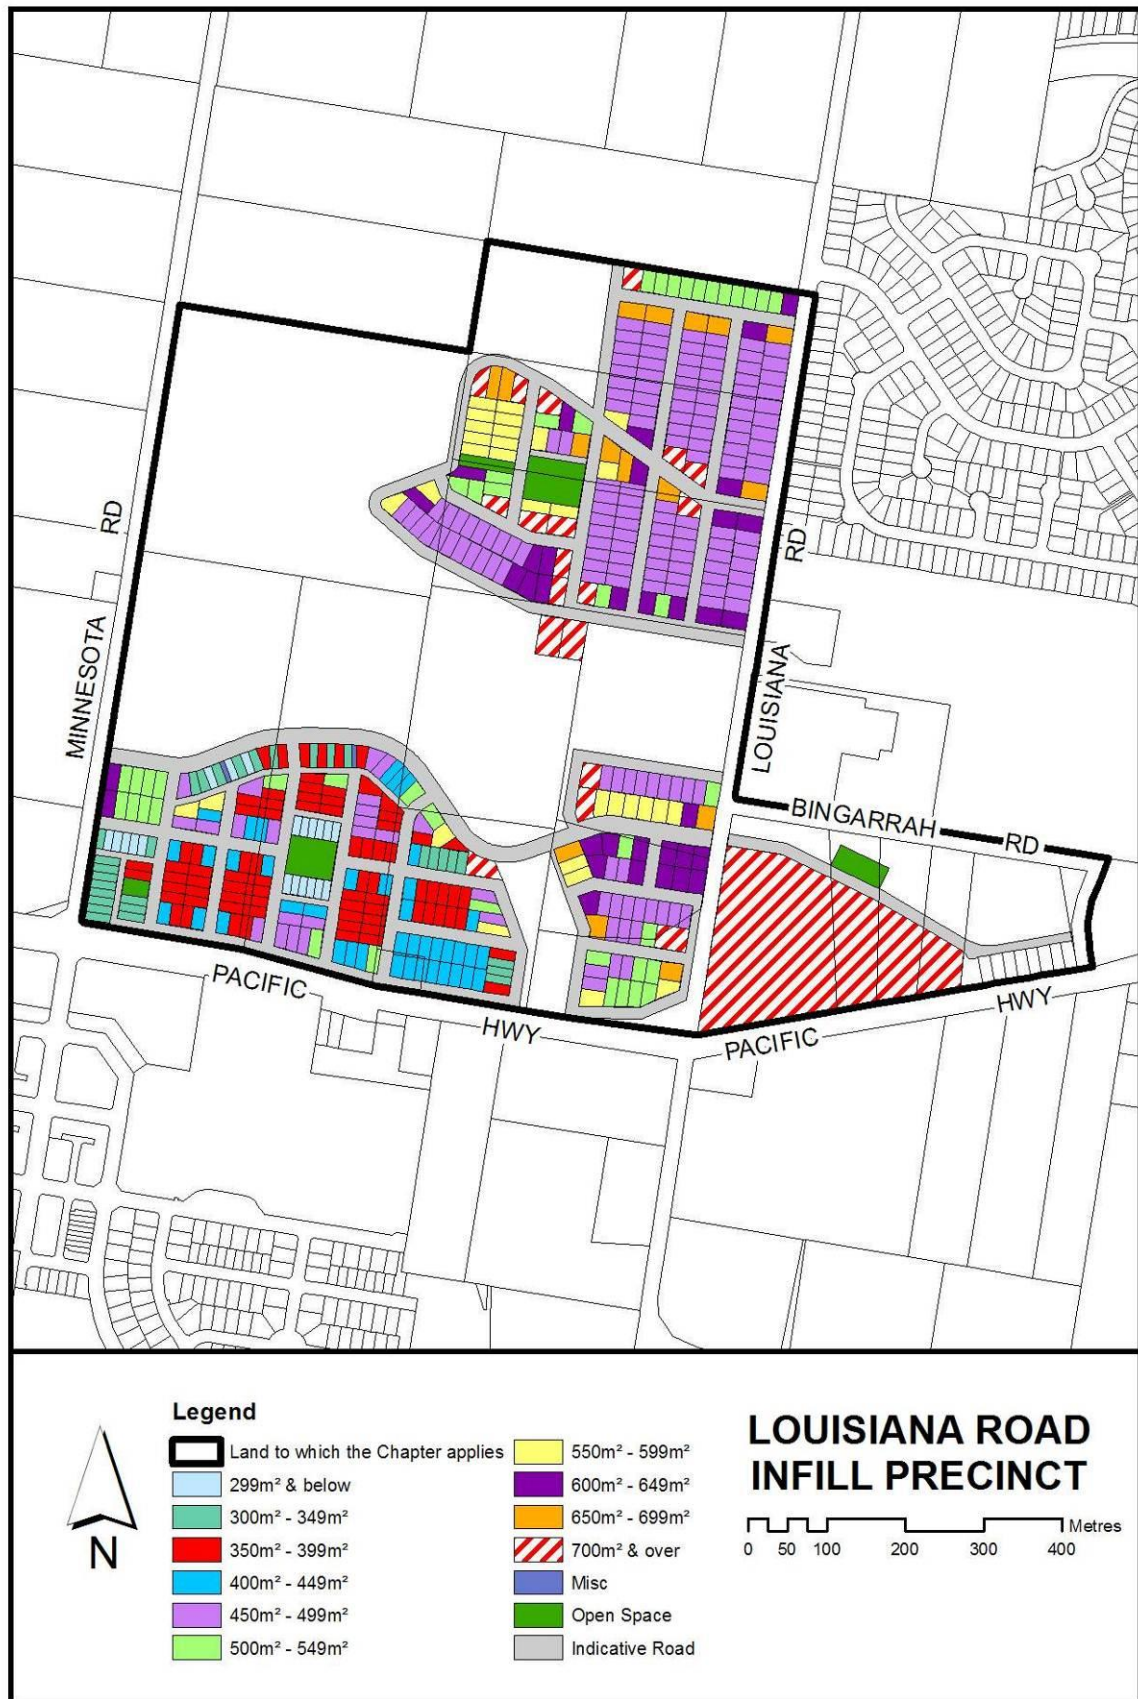 RD
MINNESOTA
RD
LOUISIANA
BINGARRAH
RD
PACIFIC
HWY
PACIFIC
HWY
Legend
Land to which the Chapter applies
299m² & below
300m² - 349m²
350m² - 399m²
400m² - 449m²
450m² - 499m²
500m² - 549m²
550m² - 599m²
600m² - 649m²
650m² - 699m²
700m² & over
Misc
Open Space
Indicative Road
N
LOUISIANA ROAD
INFILL PRECINCT
Metres
0 50 100 200 300 400